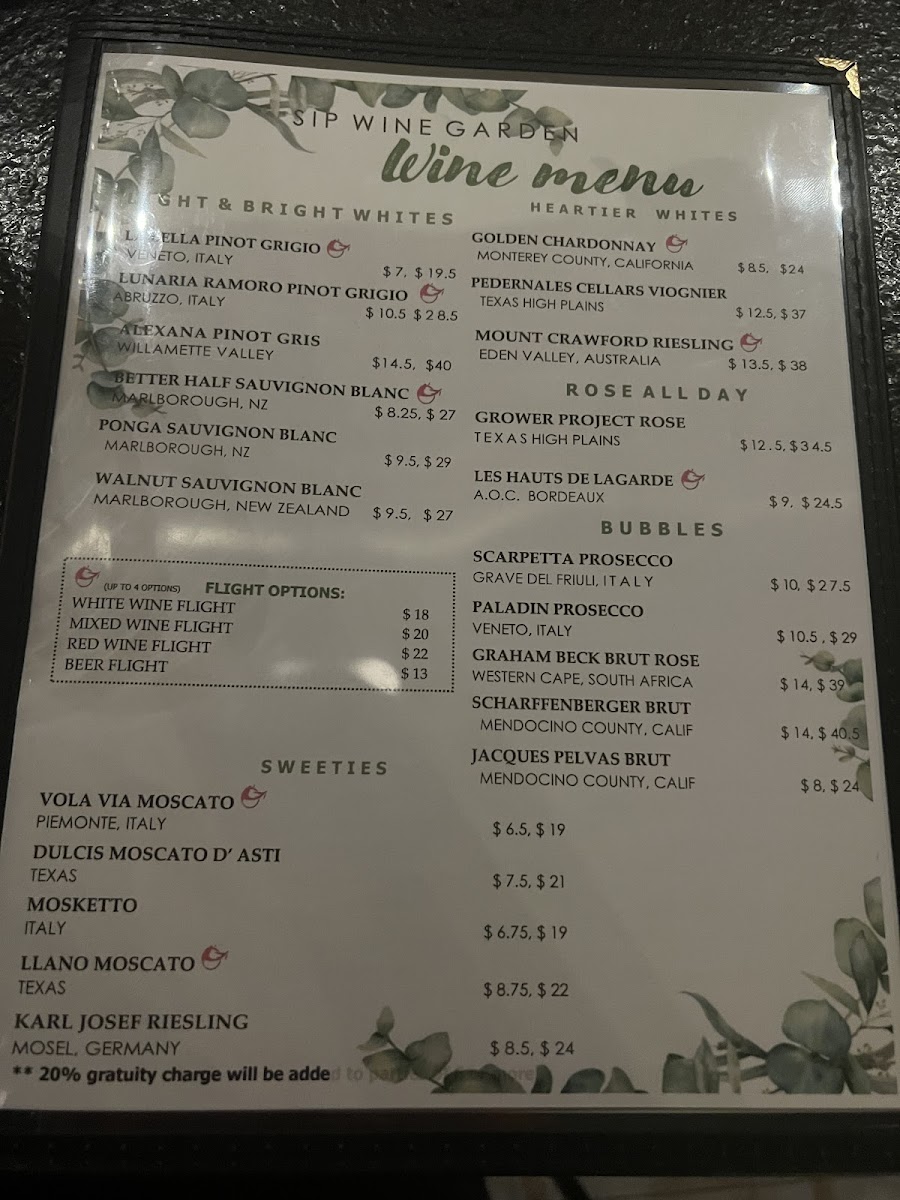 SIP WINE GARDEN
Wine menu
LIGHT & BRIGHT WHITES
PINOT GRIGIO
VENETO, ITALY
$ 7, $ 19.5
LUNARIA RAMORO PINOT GRIGIO
ABRUZZO, ITALY
$ 10.5 $ 28.5
ALEXANA PINOT GRIS
WILLAMETTE VALLEY
$14.5, $40
BETTER HALF SAUVIGNON BLANC
MARLBOROUGH, NZ
$ 8.25, $ 27
PONGA SAUVIGNON BLANC
MARLBOROUGH, NZ
$ 9.5, $ 29
WALNUT SAUVIGNON BLANC
MARLBOROUGH, NEW ZEALAND $ 9.5, $ 27
(UP TO 4 OPTIONS) FLIGHT OPTIONS:
WHITE WINE FLIGHT $ 18
MIXED WINE FLIGHT $ 20
RED WINE FLIGHT $ 22
BEER FLIGHT $ 13
HEARTIER WHITES
GOLDEN CHARDONNAY
MONTEREY COUNTY, CALIFORNIA $ 8.5, $24
PEDERNALES CELLARS VIOGNIER
TEXAS HIGH PLAINS $ 12.5, $ 37
MOUNT CRAWFORD RIESLING
EDEN VALLEY, AUSTRALIA $ 13.5, $ 38
ROSE ALL DAY
GROWER PROJECT ROSE
TEXAS HIGH PLAINS $ 12.5, $ 34.5
LES HAUTS DE LAGARDE
A.O.C. BORDEAUX $ 9, $ 24.5
BUBBLES
SCARPETTA PROSECCO
GRAVE DEL FRIULI, ITALY $ 10, $ 27.5
PALADIN PROSECCO
VENETO, ITALY $ 10.5 , $ 29
GRAHAM BECK BRUT ROSE
WESTERN CAPE, SOUTH AFRICA $ 14, $ 39
SCHARFFENBERGER BRUT
MENDOCINO COUNTY, CALIF $ 14, $ 40.5
JACQUES PELVAS BRUT
MENDOCINO COUNTY, CALIF $ 8, $ 24
SWEETIES
VOLA VIA MOSCATO
PIEMONTE, ITALY $ 6.5, $ 19
DULCIS MOSCATO D' ASTI
TEXAS $ 7.5, $ 21
MOSKETTO
ITALY $ 6.75, $ 19
LLANO MOSCATO
TEXAS $ 8.75, $ 22
KARL JOSEF RIESLING
MOSEL, GERMANY $ 8.5, $ 24
** 20% gratuity charge will be added to